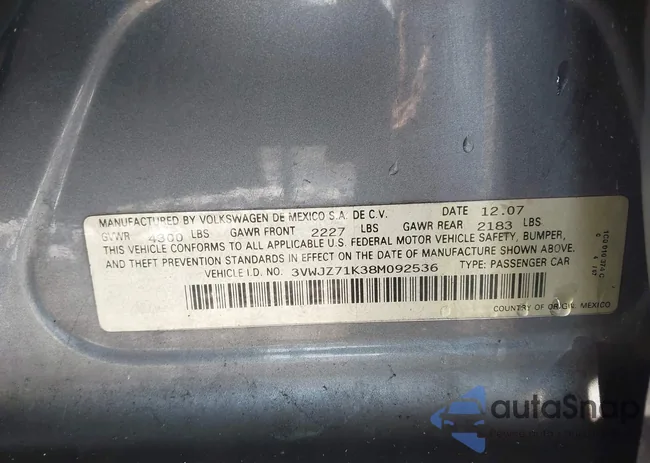 MANUFACTURED BY VOLKSWAGEN DE MEXICO S.A. DE C.V. DATE 12.07
GVWR 4300 LBS GAWR FRONT 2227 LBS GAWR REAR 2183 LBS
THIS VEHICLE CONFORMS TO ALL APPLICABLE U.S. FEDERAL MOTOR VEHICLE SAFETY, BUMPER,
AND THEFT PREVENTION STANDARDS IN EFFECT ON THE DATE OF MANUFACTURE SHOWN ABOVE.
VEHICLE I.D. NO. 3VWJZ71K38M092536 TYPE: PASSENGER CAR
COUNTRY OF ORIGIN. MEXICO
autaSnap